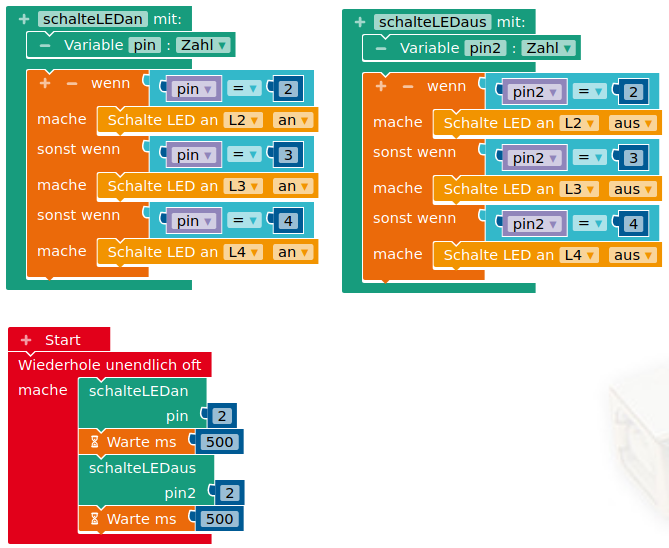 + schalteLEDan mit:
− Variable pin : Zahl ▾
+ − wenn pin ▾ = ▾ 2
mache Schalte LED an L2 ▾ an ▾
sonst wenn pin ▾ = ▾ 3
mache Schalte LED an L3 ▾ an ▾
sonst wenn pin ▾ = ▾ 4
mache Schalte LED an L4 ▾ an ▾
+ schalteLEDaus mit:
− Variable pin2 : Zahl ▾
+ − wenn pin2 ▾ = ▾ 2
mache Schalte LED an L2 ▾ aus ▾
sonst wenn pin2 ▾ = ▾ 3
mache Schalte LED an L3 ▾ aus ▾
sonst wenn pin2 ▾ = ▾ 4
mache Schalte LED an L4 ▾ aus ▾
+ Start
Wiederhole unendlich oft
mache schalteLEDan
pin 2
Warte ms 500
schalteLEDaus
pin2 2
Warte ms 500